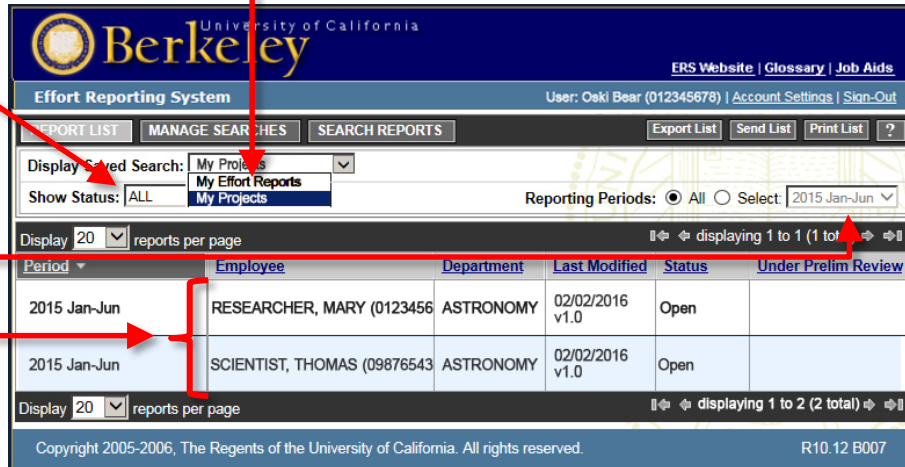 University of California
Berkeley
ERS Website | Glossary | Job Aids
Effort Reporting System User: Oski Bear (012345678) | Account Settings | Sign-Out
REPORT LIST MANAGE SEARCHES SEARCH REPORTS Export List Send List Print List ?
Display Saved Search: My Projects
My Effort Reports
Show Status: ALL My Projects Reporting Periods: All Select: 2015 Jan-Jun
Display 20 reports per page displaying 1 to 1 (1 total)
Period Employee Department Last Modified Status Under Prelim Review
2015 Jan-Jun RESEARCHER, MARY (0123456 ASTRONOMY 02/02/2016 v1.0 Open
2015 Jan-Jun SCIENTIST, THOMAS (09876543 ASTRONOMY 02/02/2016 v1.0 Open
Display 20 reports per page displaying 1 to 2 (2 total)
Copyright 2005-2006, The Regents of the University of California. All rights reserved. R10.12 B007